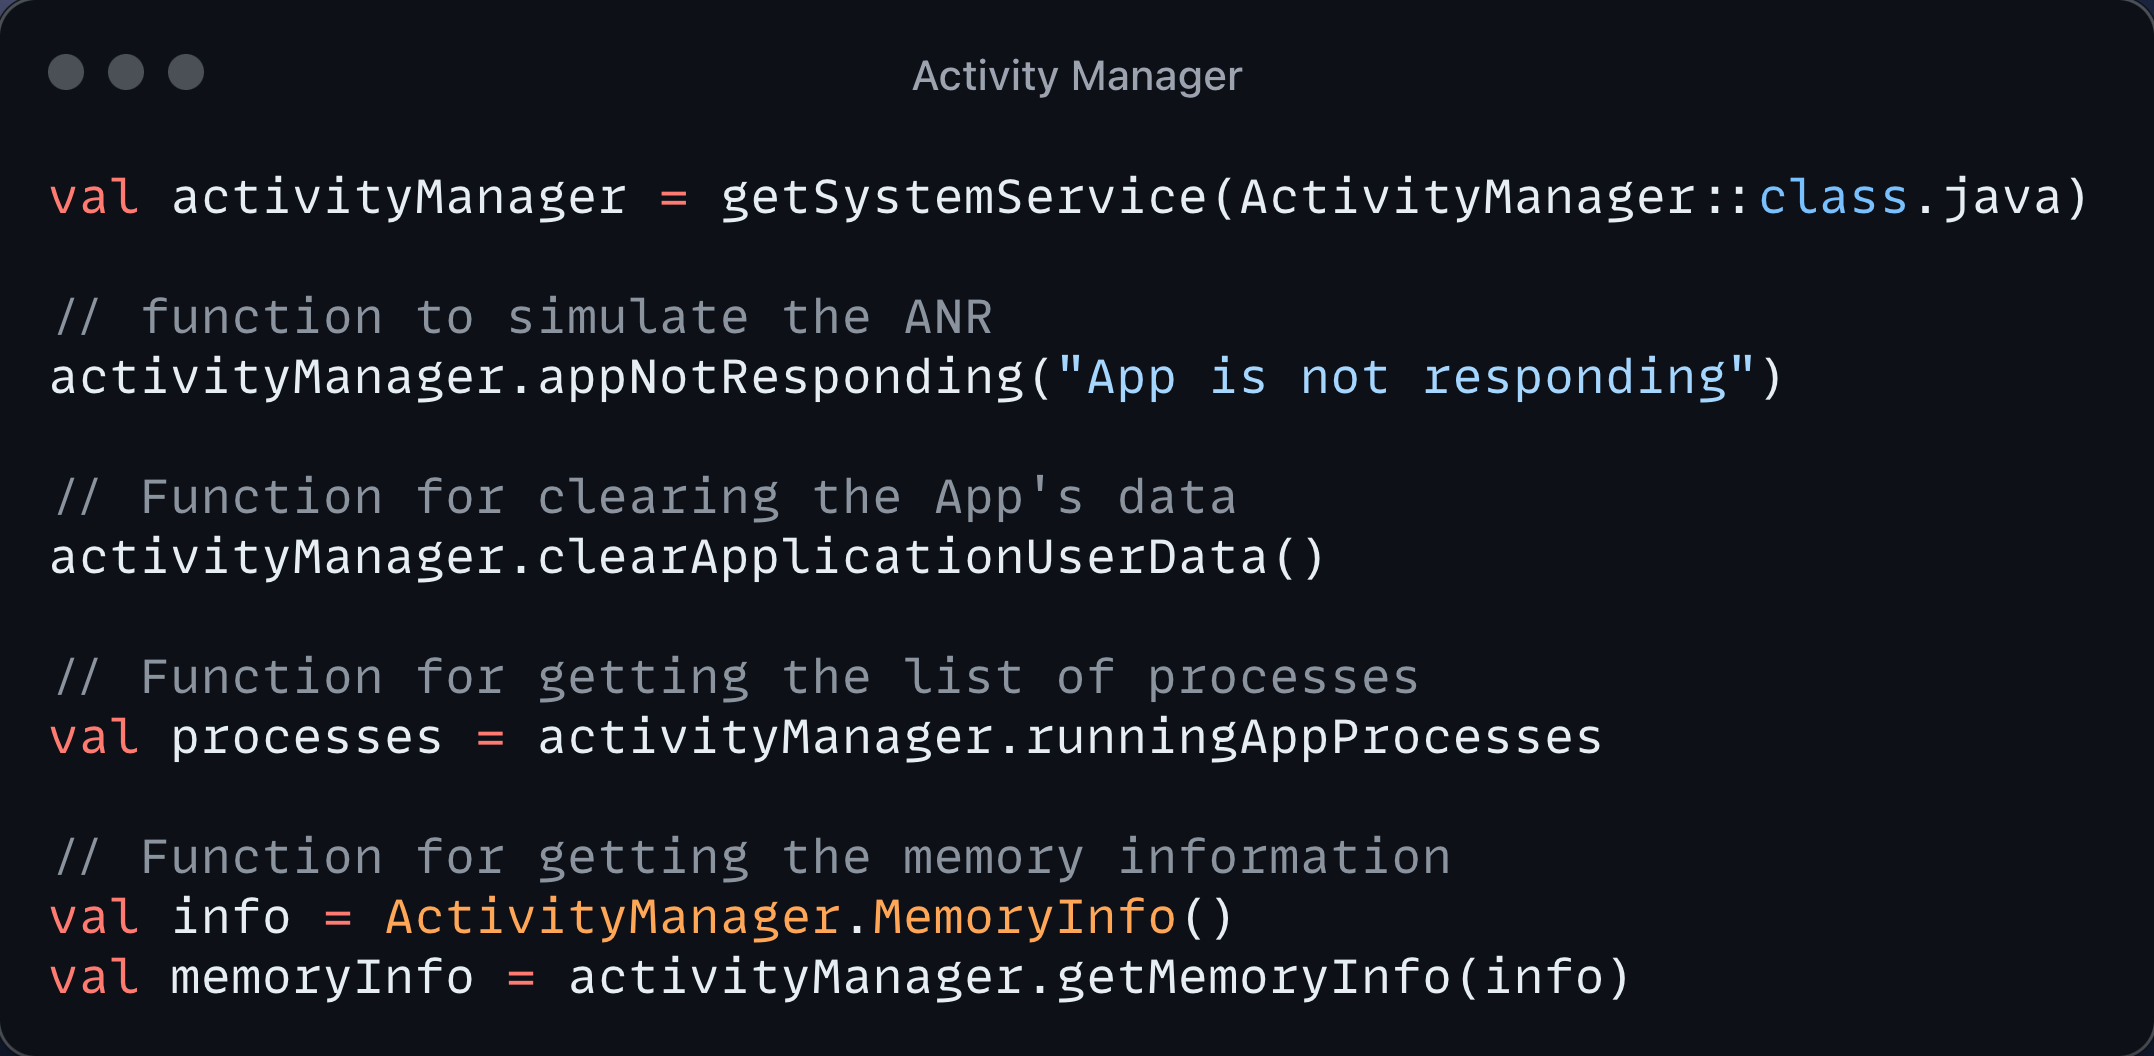 Activity Manager
val activityManager = getSystemService(ActivityManager::class.java)
// function to simulate the ANR
activityManager.appNotResponding("App is not responding")
// Function for clearing the App's data
activityManager.clearApplicationUserData()
// Function for getting the list of processes
val processes = activityManager.runningAppProcesses
// Function for getting the memory information
val info = ActivityManager.MemoryInfo()
val memoryInfo = activityManager.getMemoryInfo(info)